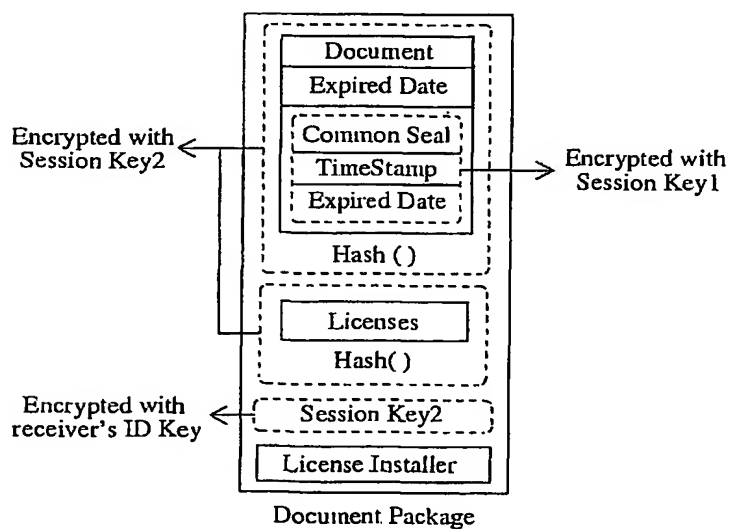 Document
Expired Date
Common Seal
TimeStamp
Expired Date
Hash ( )
Encrypted with
Session Key2
Encrypted with
Session Key1
Licenses
Hash( )
Encrypted with
receiver's ID Key
Session Key2
License Installer
Document Package